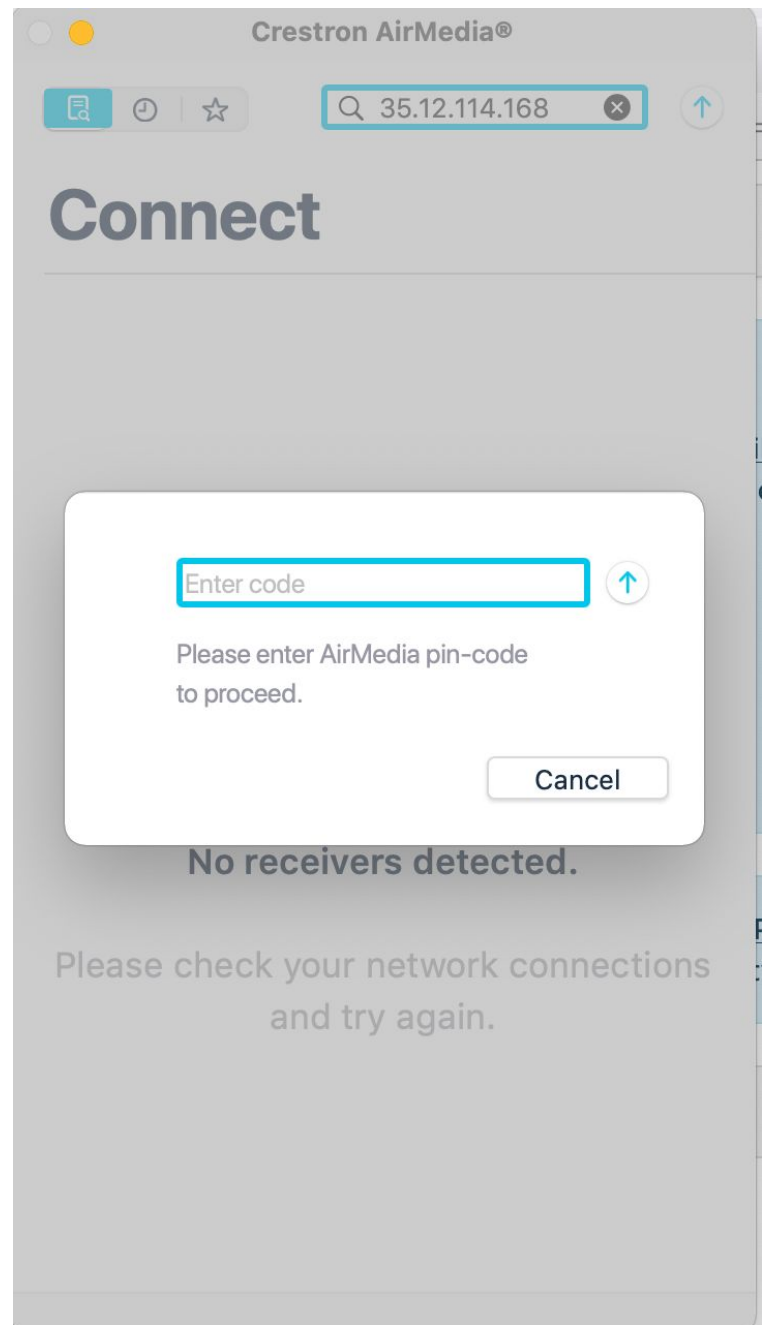 Crestron AirMedia®
35.12.114.168
Connect
Enter code
Please enter AirMedia pin-code
to proceed.
Cancel
No receivers detected.
Please check your network connections
and try again.